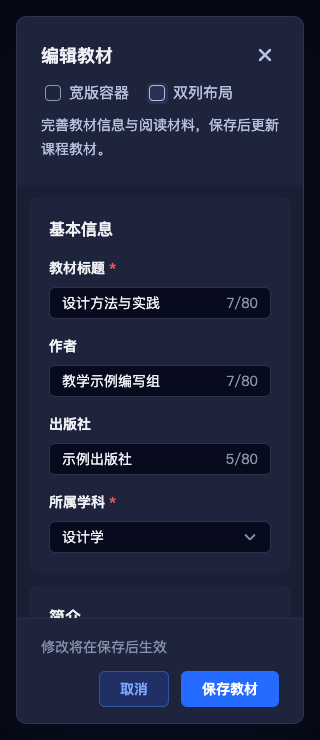 编辑教材
宽版容器 双列布局
完善教材信息与阅读材料，保存后更新
课程教材。
基本信息
教材标题 *
设计方法与实践 7/80
作者
教学示例编写组 7/80
出版社
示例出版社 5/80
所属学科 *
设计学
简介
修改将在保存后生效
取消 保存教材